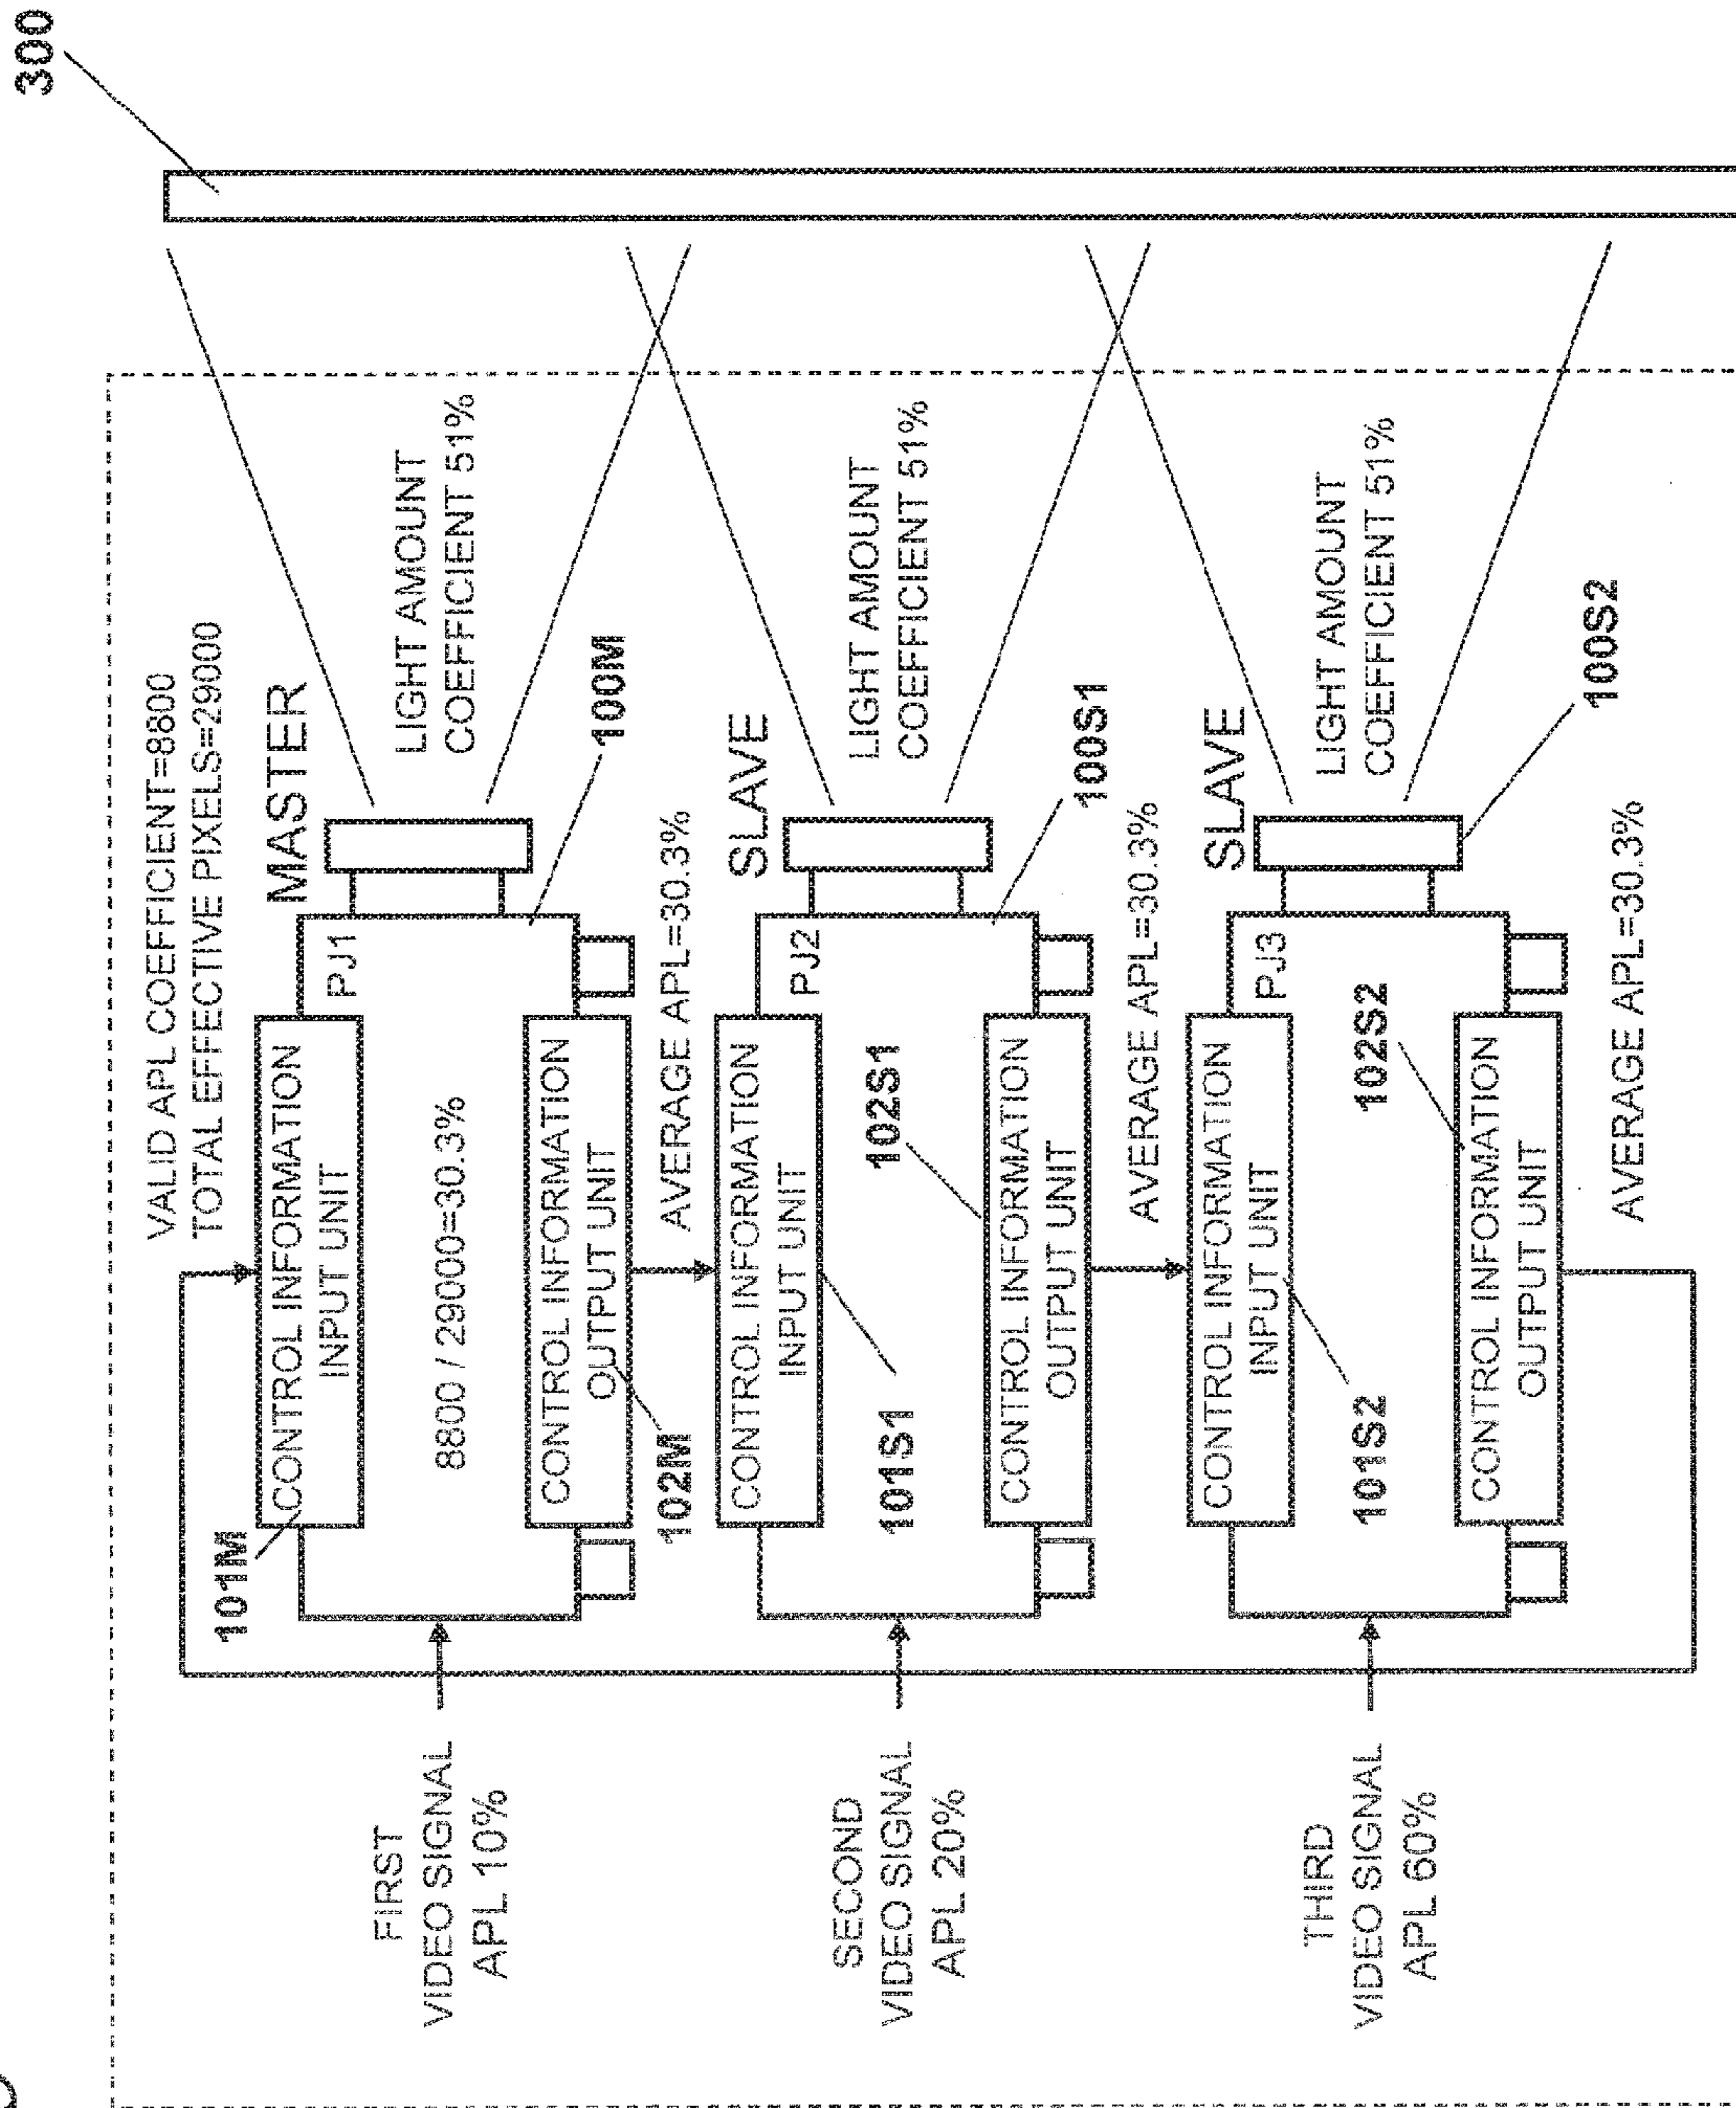 300
VALID APL COEFFICIENT=8800
TOTAL EFFECTIVE PIXELS=29000
MASTER
101M
CONTROL INFORMATION
INPUT UNIT
PJ1
LIGHT AMOUNT
COEFFICIENT 51%
FIRST
VIDEO SIGNAL
APL 10%
8800 / 29000=30.3%
100M
CONTROL INFORMATION
OUTPUT UNIT
102M
AVERAGE APL=30.3%
SLAVE
CONTROL INFORMATION
INPUT UNIT
PJ2
LIGHT AMOUNT
COEFFICIENT 51%
SECOND
VIDEO SIGNAL
APL 20%
101S1
102S1
100S1
CONTROL INFORMATION
OUTPUT UNIT
AVERAGE APL=30.3%
SLAVE
CONTROL INFORMATION
INPUT UNIT
PJ3
LIGHT AMOUNT
COEFFICIENT 51%
THIRD
VIDEO SIGNAL
APL 60%
101S2
102S2
100S2
CONTROL INFORMATION
OUTPUT UNIT
AVERAGE APL=30.3%